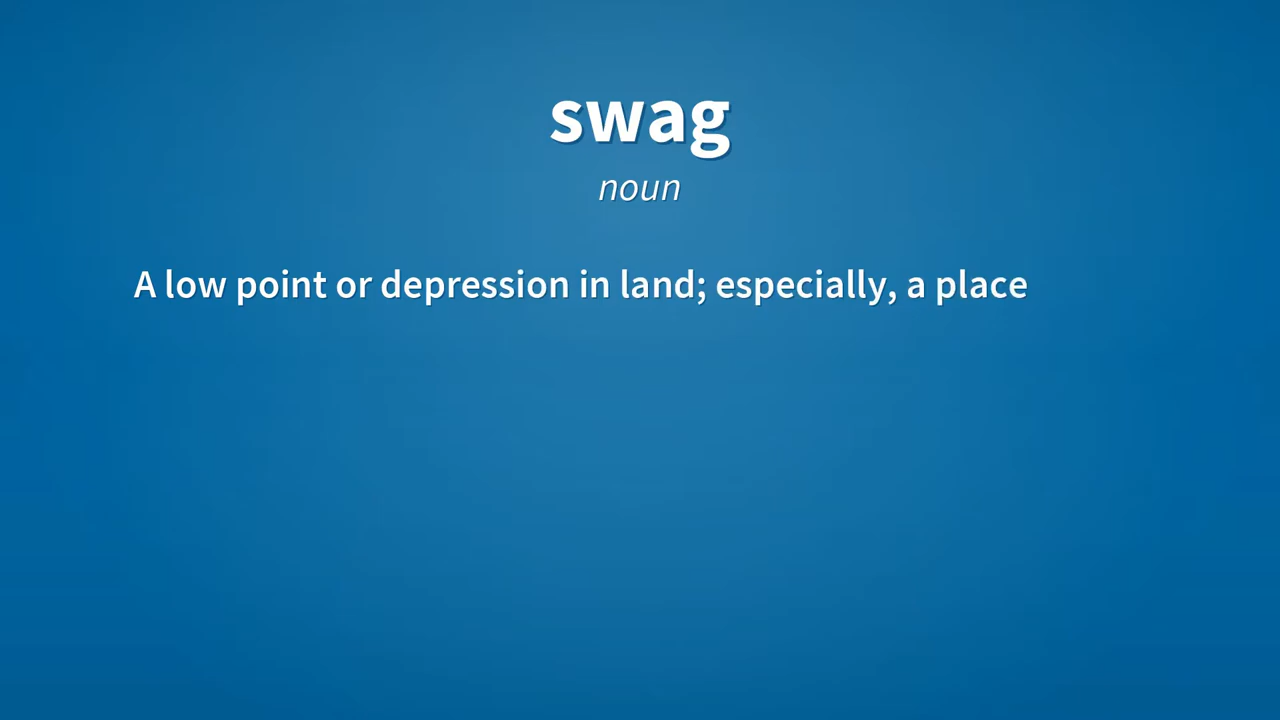 swag
noun
A low point or depression in land; especially, a place